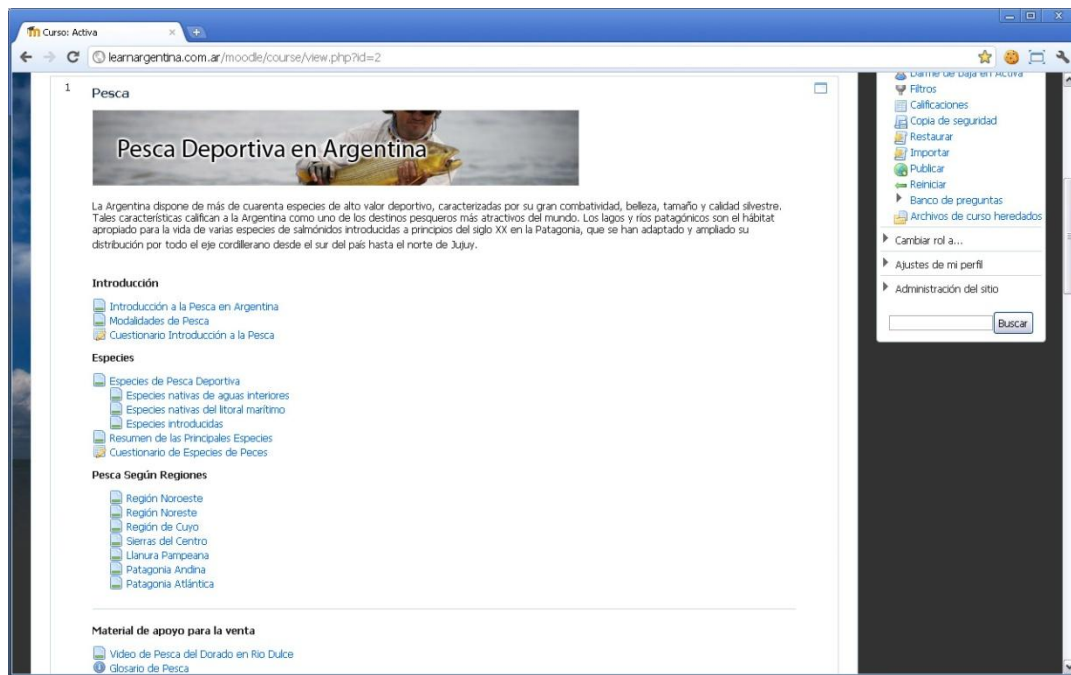 Curso: Activa
learnargentina.com.ar/moodle/course/view.php?id=2
1
Pesca
Pesca Deportiva en Argentina
La Argentina dispone de más de cuarenta especies de alto valor deportivo, caracterizadas por su gran combatividad, belleza, tamaño y calidad silvestre.
Tales características califican a la Argentina como uno de los destinos pesqueros más atractivos del mundo. Los lagos y ríos patagónicos son el hábitat
apropiado para la vida de varias especies de salmónidos introducidas a principios del siglo XX en la Patagonia, que se han adaptado y ampliado su
distribución por todo el eje cordillerano desde el sur del país hasta el norte de Jujuy.
Introducción
Introducción a la Pesca en Argentina
Modalidades de Pesca
Cuestionario Introducción a la Pesca
Especies
Especies de Pesca Deportiva
Especies nativas de aguas interiores
Especies nativas del litoral marítimo
Especies introducidas
Resumen de las Principales Especies
Cuestionario de Especies de Peces
Pesca Según Regiones
Región Noroeste
Región Noreste
Región de Cuyo
Sierras del Centro
Llanura Pampeana
Patagonia Andina
Patagonia Atlántica
Material de apoyo para la venta
Video de Pesca del Dorado en Rio Dulce
Glosario de Pesca
Darme de baja en Activa
Filtros
Calificaciones
Copia de seguridad
Restaurar
Importar
Publicar
Reiniciar
Banco de preguntas
Archivos de curso heredados
Cambiar rol a...
Ajustes de mi perfil
Administración del sitio
Buscar